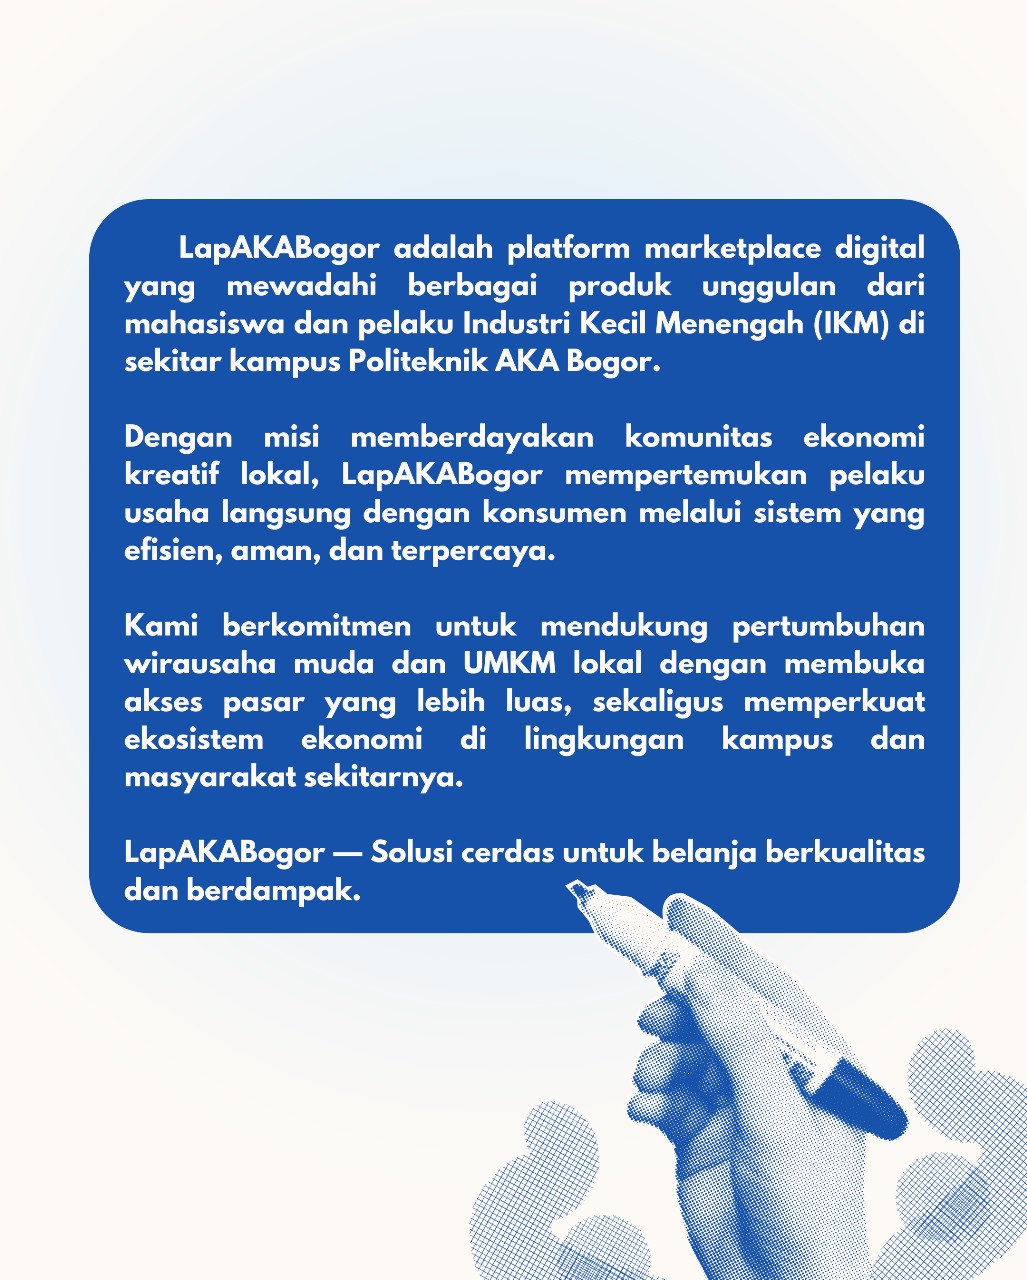 LapAKABogor adalah platform marketplace digital
yang mewadahi berbagai produk unggulan dari
mahasiswa dan pelaku Industri Kecil Menengah (IKM) di
sekitar kampus Politeknik AKA Bogor.
Dengan misi memberdayakan komunitas ekonomi
kreatif lokal, LapAKABogor mempertemukan pelaku
usaha langsung dengan konsumen melalui sistem yang
efisien, aman, dan terpercaya.
Kami berkomitmen untuk mendukung pertumbuhan
wirausaha muda dan UMKM lokal dengan membuka
akses pasar yang lebih luas, sekaligus memperkuat
ekosistem ekonomi di lingkungan kampus dan
masyarakat sekitarnya.
LapAKABogor — Solusi cerdas untuk belanja berkualitas
dan berdampak.